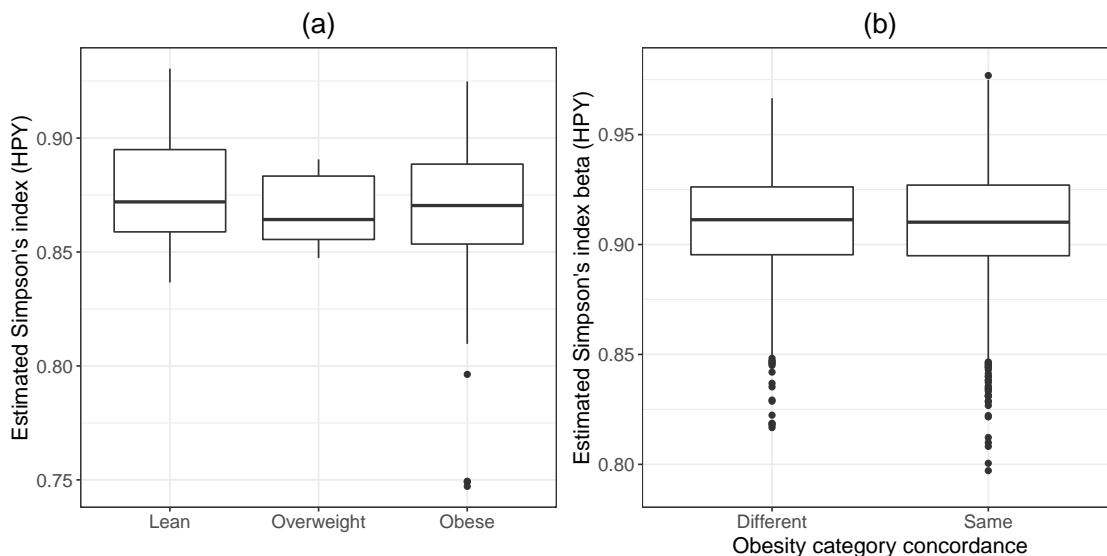 (a)
Estimated Simpson's index (HPY)
0.90
0.85
0.80
0.75
Lean Overweight Obese
(b)
Estimated Simpson's index beta (HPY)
0.95
0.90
0.85
0.80
Different Same
Obesity category concordance